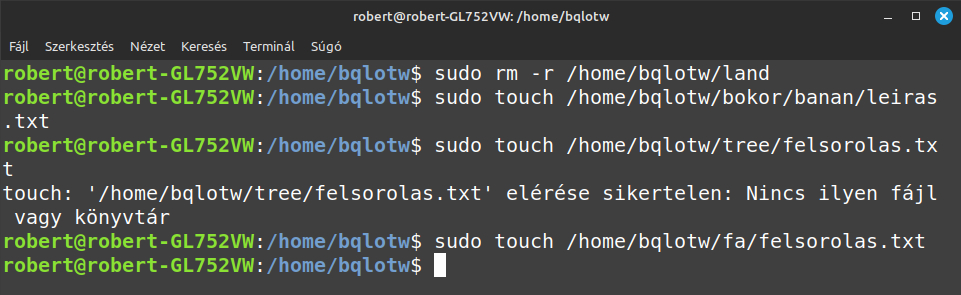 robert@robert-GL752VW: /home/bqlotw
Fájl Szerkesztés Nézet Keresés Terminál Súgó
robert@robert-GL752VW:/home/bqlotw$ sudo rm -r /home/bqlotw/land
robert@robert-GL752VW:/home/bqlotw$ sudo touch /home/bqlotw/bokor/banan/leiras
.txt
robert@robert-GL752VW:/home/bqlotw$ sudo touch /home/bqlotw/tree/felsorolas.tx
t
touch: '/home/bqlotw/tree/felsorolas.txt' elérése sikertelen: Nincs ilyen fájl
 vagy könyvtár
robert@robert-GL752VW:/home/bqlotw$ sudo touch /home/bqlotw/fa/felsorolas.txt
robert@robert-GL752VW:/home/bqlotw$